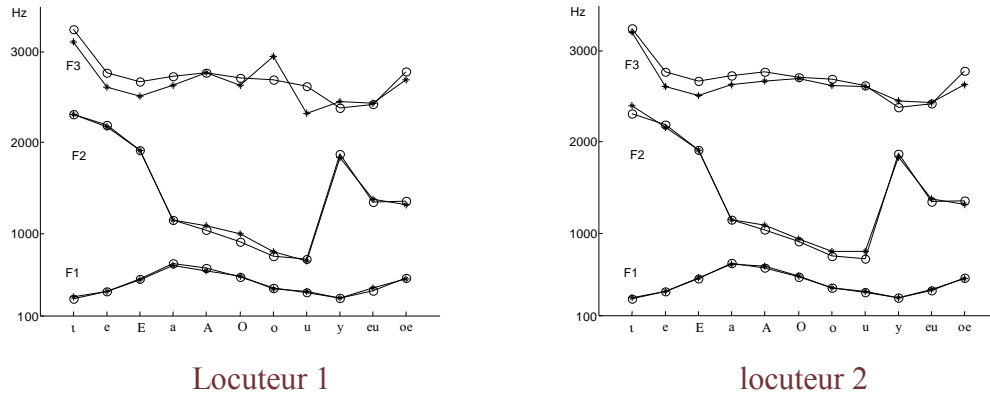 Hz
3000
F3
2000
F2
1000
F1
100
t e E a A O o u y eu oe
Locuteur 1
Hz
3000
F3
2000
F2
1000
F1
100
t e E a A O o u y eu oe
locuteur 2